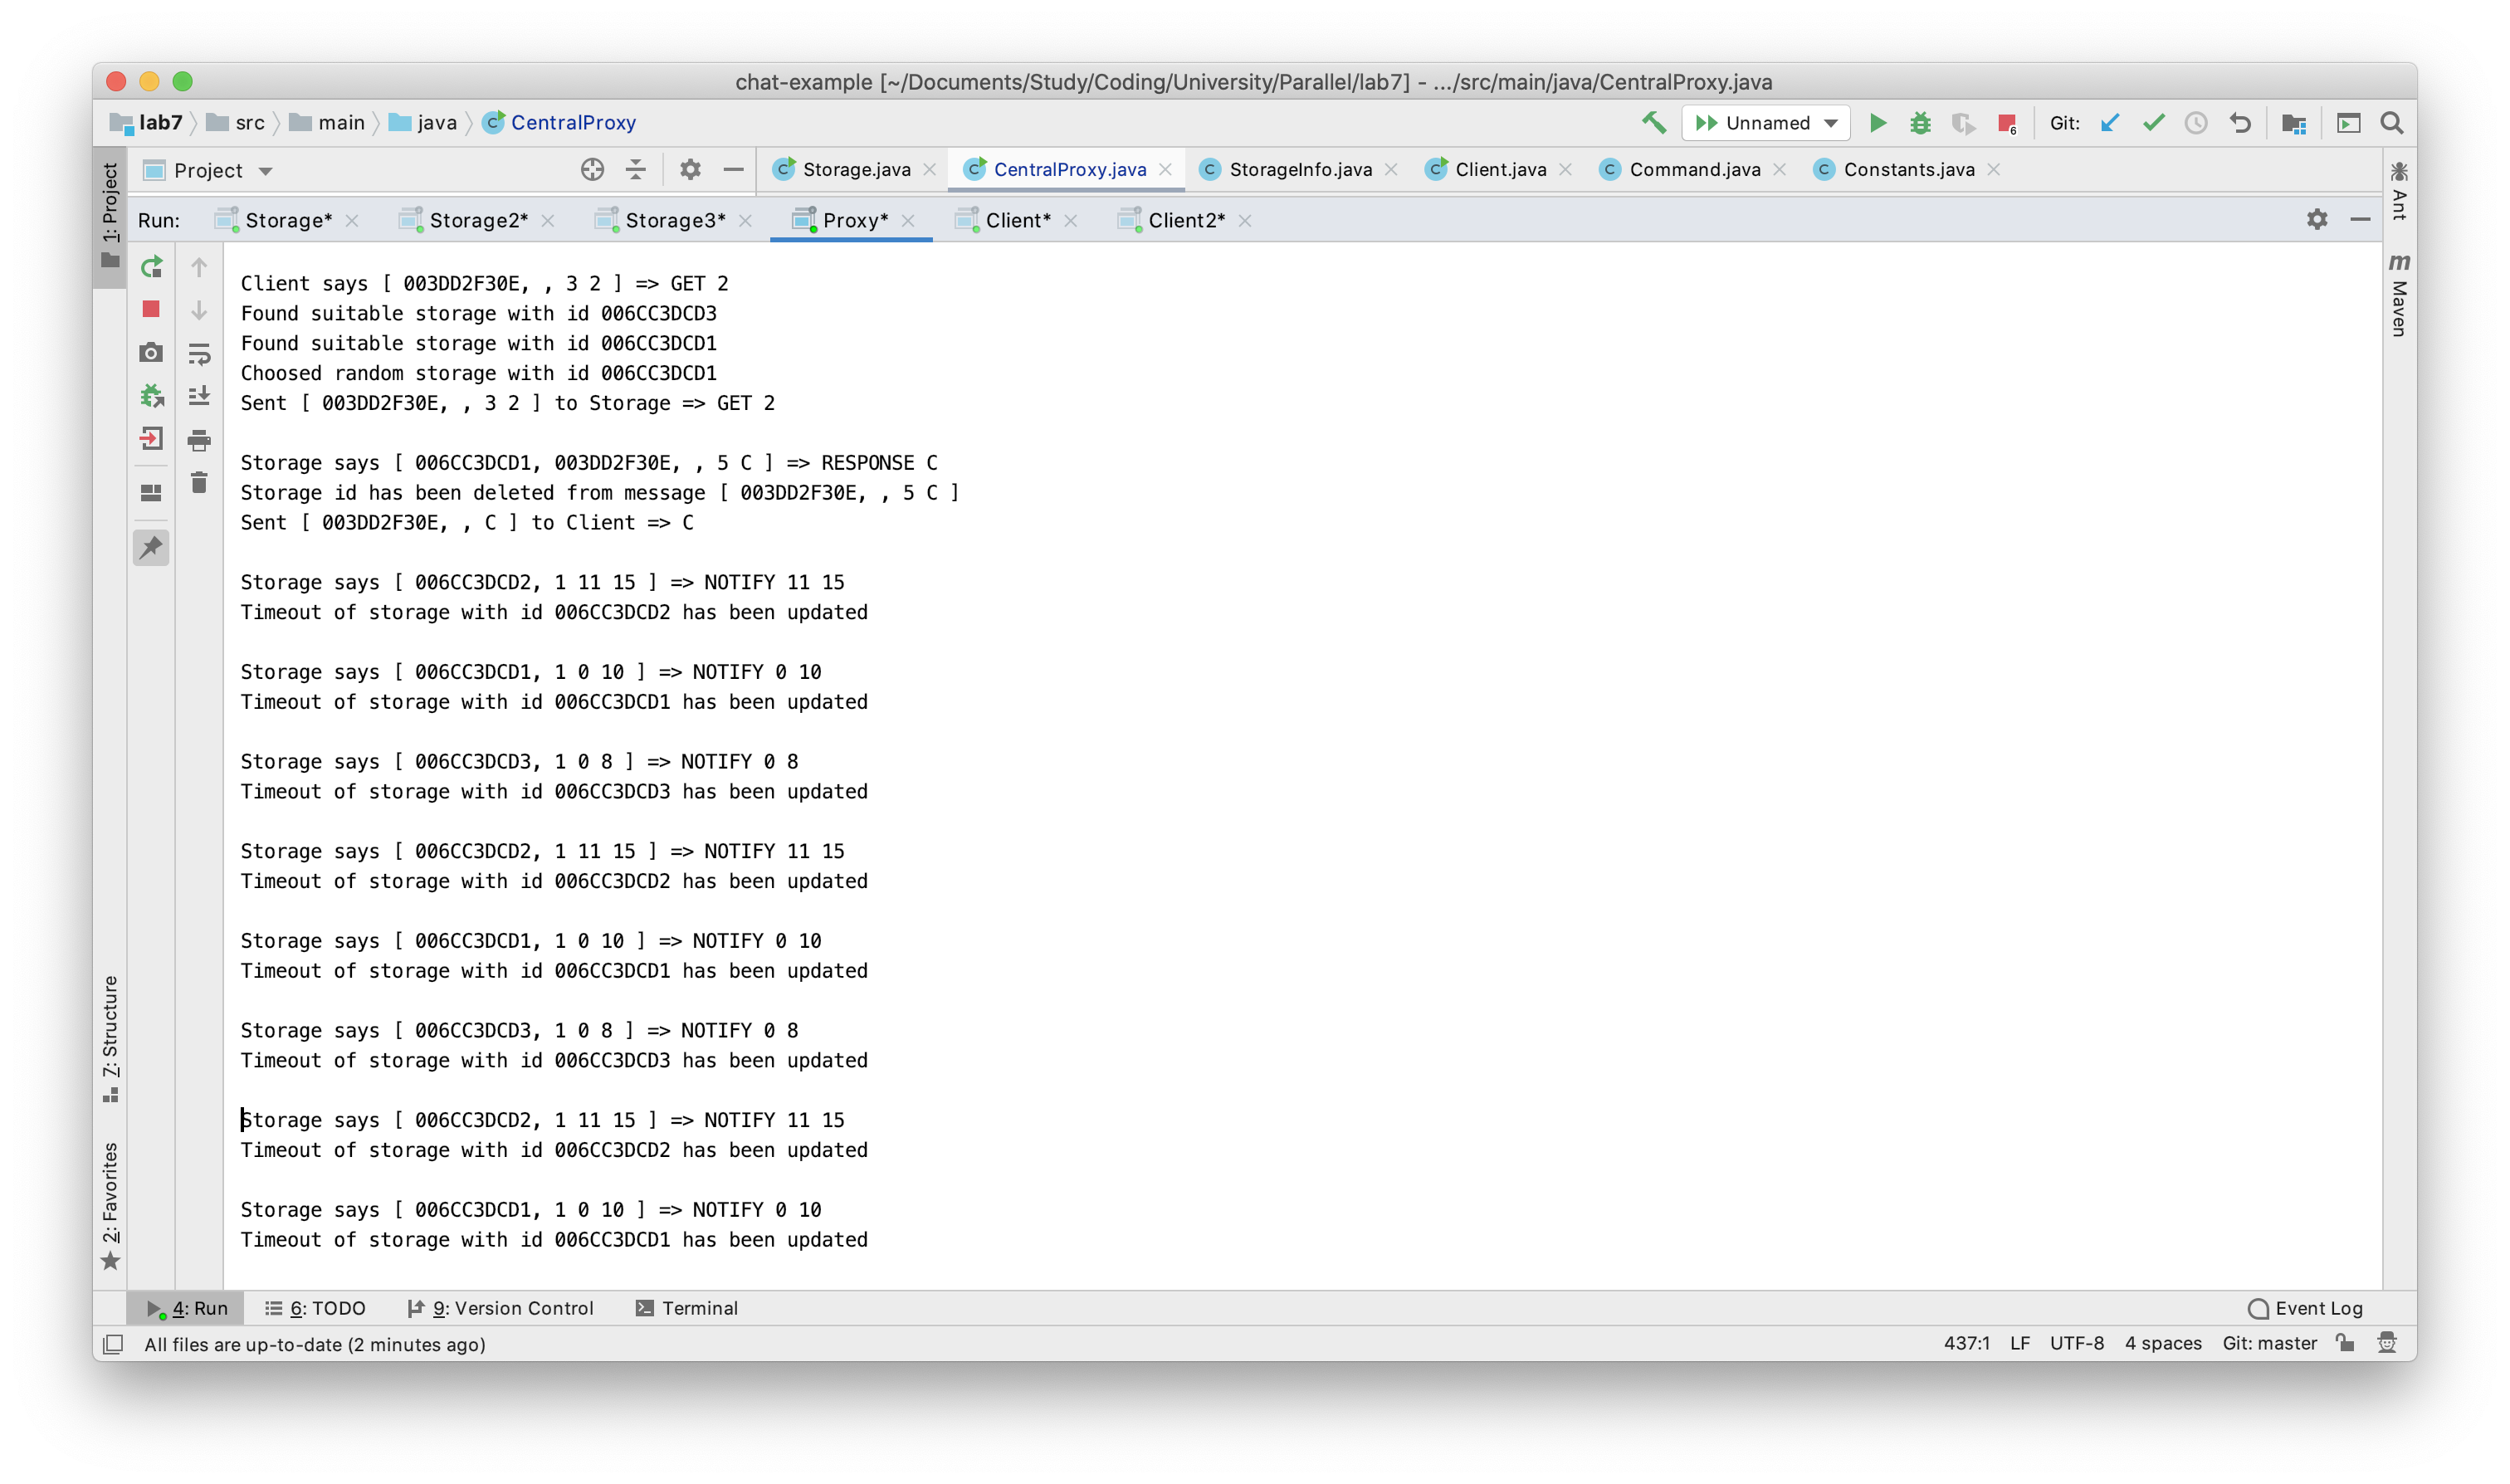 chat-example [~/Documents/Study/Coding/University/Parallel/lab7] - .../src/main/java/CentralProxy.java
lab7 src main java CentralProxy Unnamed 6 Git:
1: Project Project Storage.java CentralProxy.java StorageInfo.java Client.java Command.java Constants.java Ant
Run: Storage* Storage2* Storage3* Proxy* Client* Client2*
m Maven
Client says [ 003DD2F30E, , 3 2 ] => GET 2
Found suitable storage with id 006CC3DCD3
Found suitable storage with id 006CC3DCD1
Choosed random storage with id 006CC3DCD1
Sent [ 003DD2F30E, , 3 2 ] to Storage => GET 2
Storage says [ 006CC3DCD1, 003DD2F30E, , 5 C ] => RESPONSE C
Storage id has been deleted from message [ 003DD2F30E, , 5 C ]
Sent [ 003DD2F30E, , C ] to Client => C
Storage says [ 006CC3DCD2, 1 11 15 ] => NOTIFY 11 15
Timeout of storage with id 006CC3DCD2 has been updated
Storage says [ 006CC3DCD1, 1 0 10 ] => NOTIFY 0 10
Timeout of storage with id 006CC3DCD1 has been updated
Storage says [ 006CC3DCD3, 1 0 8 ] => NOTIFY 0 8
Timeout of storage with id 006CC3DCD3 has been updated
Storage says [ 006CC3DCD2, 1 11 15 ] => NOTIFY 11 15
Timeout of storage with id 006CC3DCD2 has been updated
Storage says [ 006CC3DCD1, 1 0 10 ] => NOTIFY 0 10
Timeout of storage with id 006CC3DCD1 has been updated
Storage says [ 006CC3DCD3, 1 0 8 ] => NOTIFY 0 8
Timeout of storage with id 006CC3DCD3 has been updated
Storage says [ 006CC3DCD2, 1 11 15 ] => NOTIFY 11 15
Timeout of storage with id 006CC3DCD2 has been updated
Storage says [ 006CC3DCD1, 1 0 10 ] => NOTIFY 0 10
Timeout of storage with id 006CC3DCD1 has been updated
7: Structure
2: Favorites
4: Run 6: TODO 9: Version Control Terminal Event Log
All files are up-to-date (2 minutes ago) 437:1 LF UTF-8 4 spaces Git: master